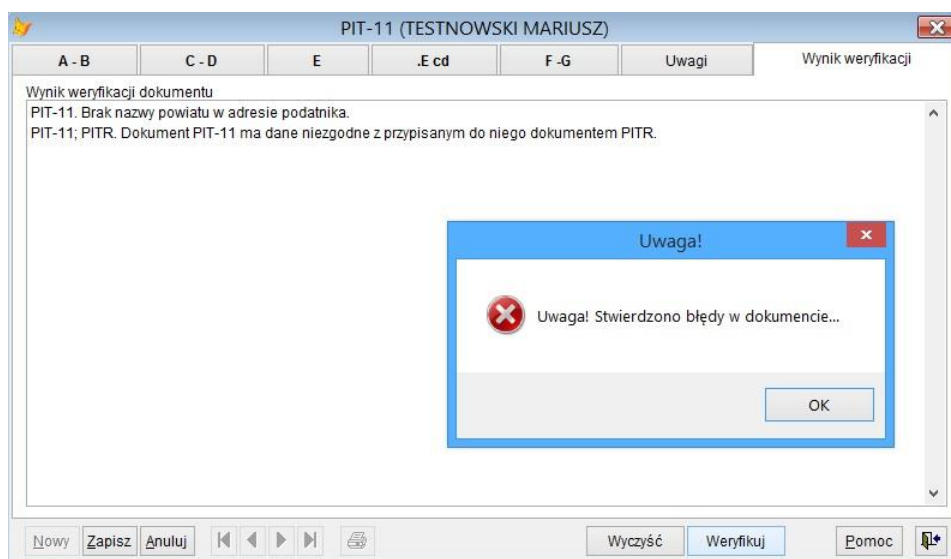 PIT-11 (TESTNOWSKI MARIUSZ)
A - B C - D E .E cd F -G Uwagi Wynik weryfikacji
Wynik weryfikacji dokumentu
PIT-11. Brak nazwy powiatu w adresie podatnika.
PIT-11; PITR. Dokument PIT-11 ma dane niezgodne z przypisanym do niego dokumentem PITR.
Uwaga!
Uwaga! Stwierdzono błędy w dokumencie...
OK
Nowy Zapisz Anuluj Wyczyść Weryfikuj Pomoc